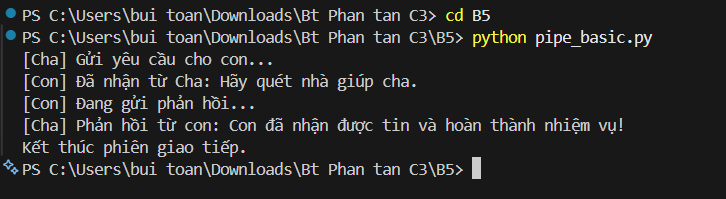 PS C:\Users\bui toan\Downloads\Bt Phan tan C3> cd B5
PS C:\Users\bui toan\Downloads\Bt Phan tan C3\B5> python pipe_basic.py
[Cha] Gửi yêu cầu cho con...
[Con] Đã nhận từ Cha: Hãy quét nhà giúp cha.
[Con] Đang gửi phản hồi...
[Cha] Phản hồi từ con: Con đã nhận được tin và hoàn thành nhiệm vụ!
Kết thúc phiên giao tiếp.
PS C:\Users\bui toan\Downloads\Bt Phan tan C3\B5>